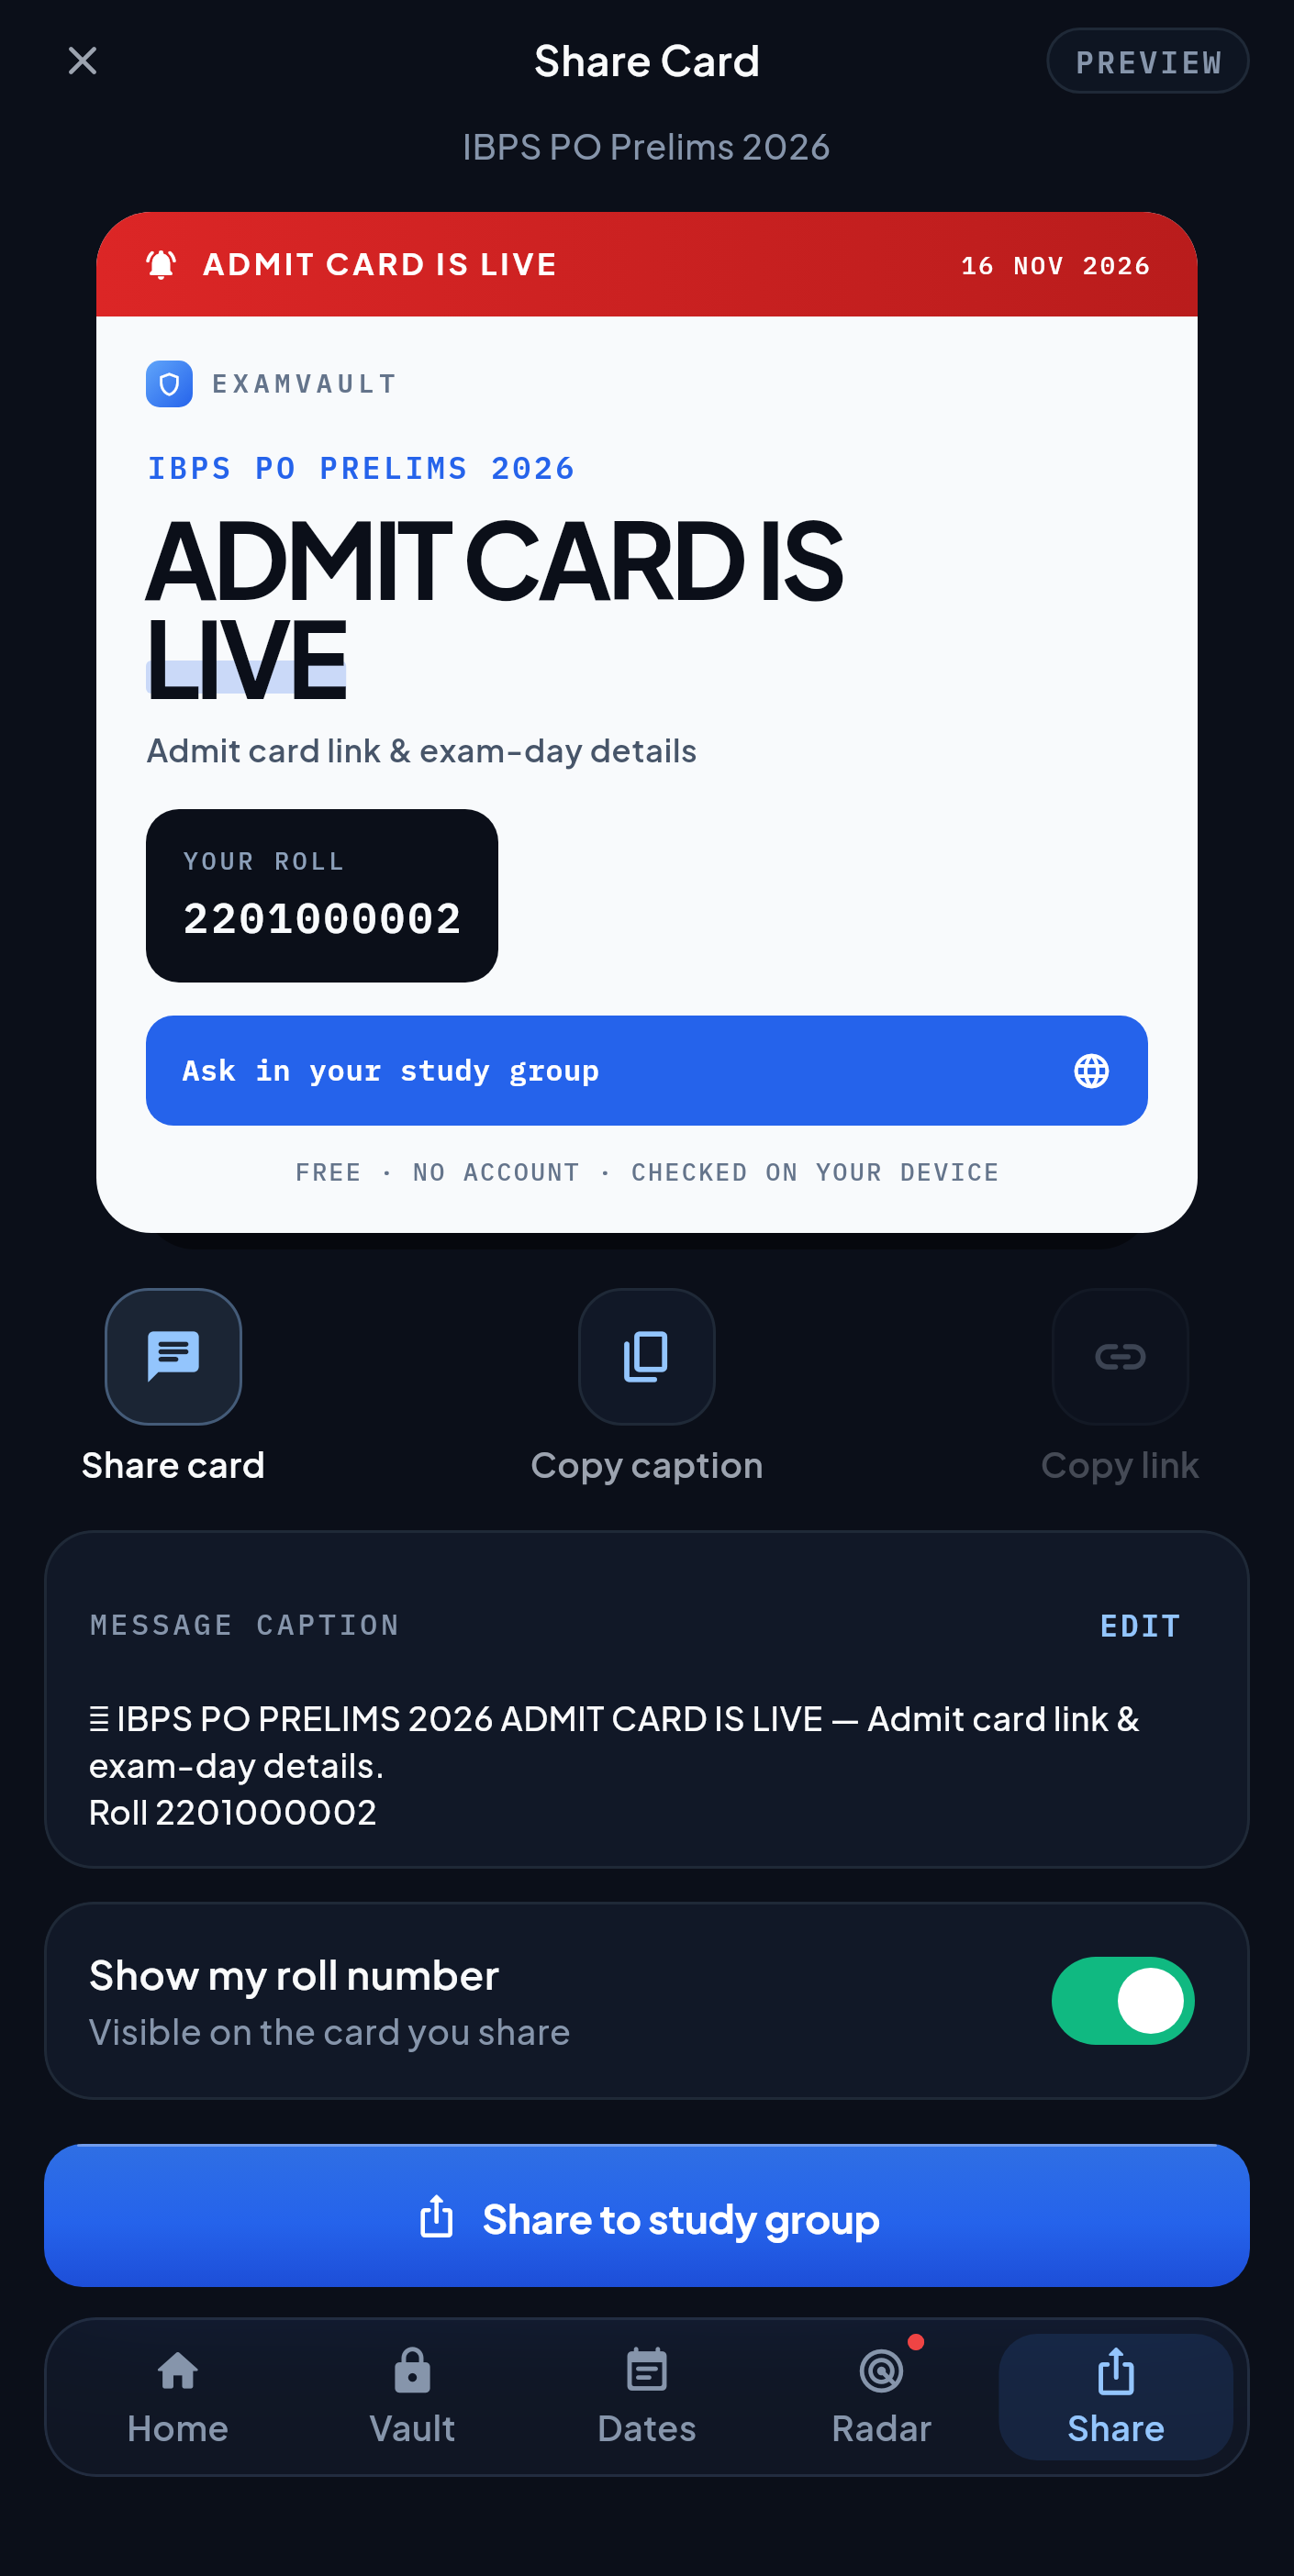 Share Card
PREVIEW
IBPS PO Prelims 2026
ADMIT CARD IS LIVE
16 NOV 2026
EXAMVAULT
IBPS PO PRELIMS 2026
ADMIT CARD IS
LIVE
Admit card link & exam-day details
YOUR ROLL
2201000002
Ask in your study group
FREE · NO ACCOUNT · CHECKED ON YOUR DEVICE
Share card
Copy caption
Copy link
MESSAGE CAPTION
EDIT
𝌆 IBPS PO PRELIMS 2026 ADMIT CARD IS LIVE — Admit card link &
exam-day details.
Roll 2201000002
Show my roll number
Visible on the card you share
Share to study group
Home
Vault
Dates
Radar
Share